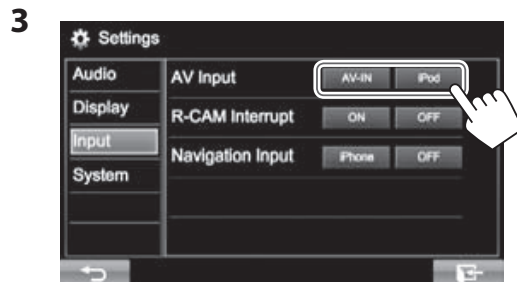 3
Settings
Audio
AV Input
AV-IN
iPod
Display
R-CAM Interrupt
ON
OFF
Input
Navigation Input
iPhone
OFF
System